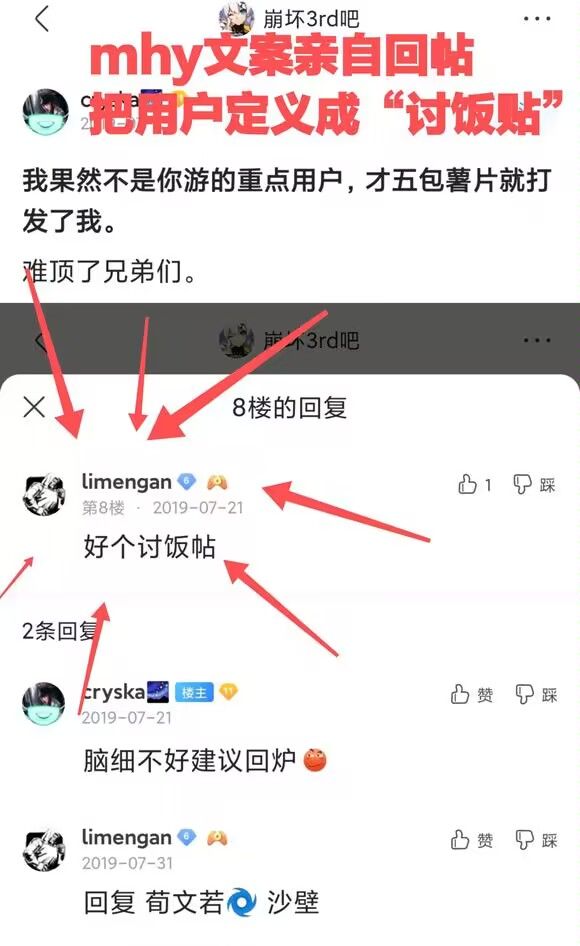 崩坏3rd吧
mhy文案亲自回帖
把用户定义成“讨饭贴”
我果然不是你游的重点用户，才五包薯片就打
发了我。
难顶了兄弟们。
崩坏3rd吧
8楼的回复
limengan 6
第8楼 · 2019-07-21
1 踩
好个讨饭帖
2条回复
cryska 楼主 11
2019-07-21
赞 踩
脑细不好建议回炉
limengan 6
2019-07-31
赞 踩
回复 荀文若 沙壁